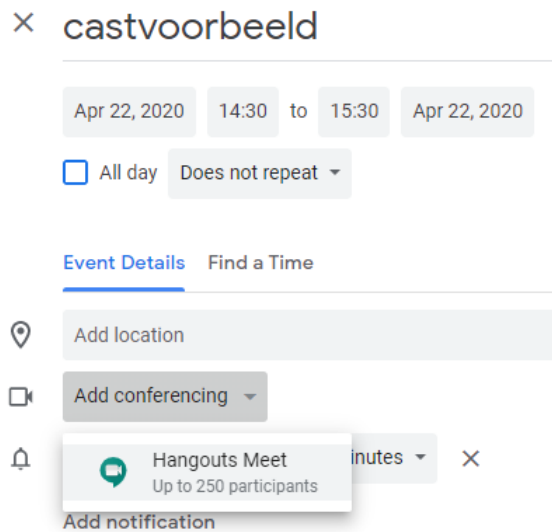 castvoorbeeld
Apr 22, 2020 14:30 to 15:30 Apr 22, 2020
All day Does not repeat
Event Details Find a Time
Add location
Add conferencing
Hangouts Meet
inutes
Up to 250 participants
Add notification